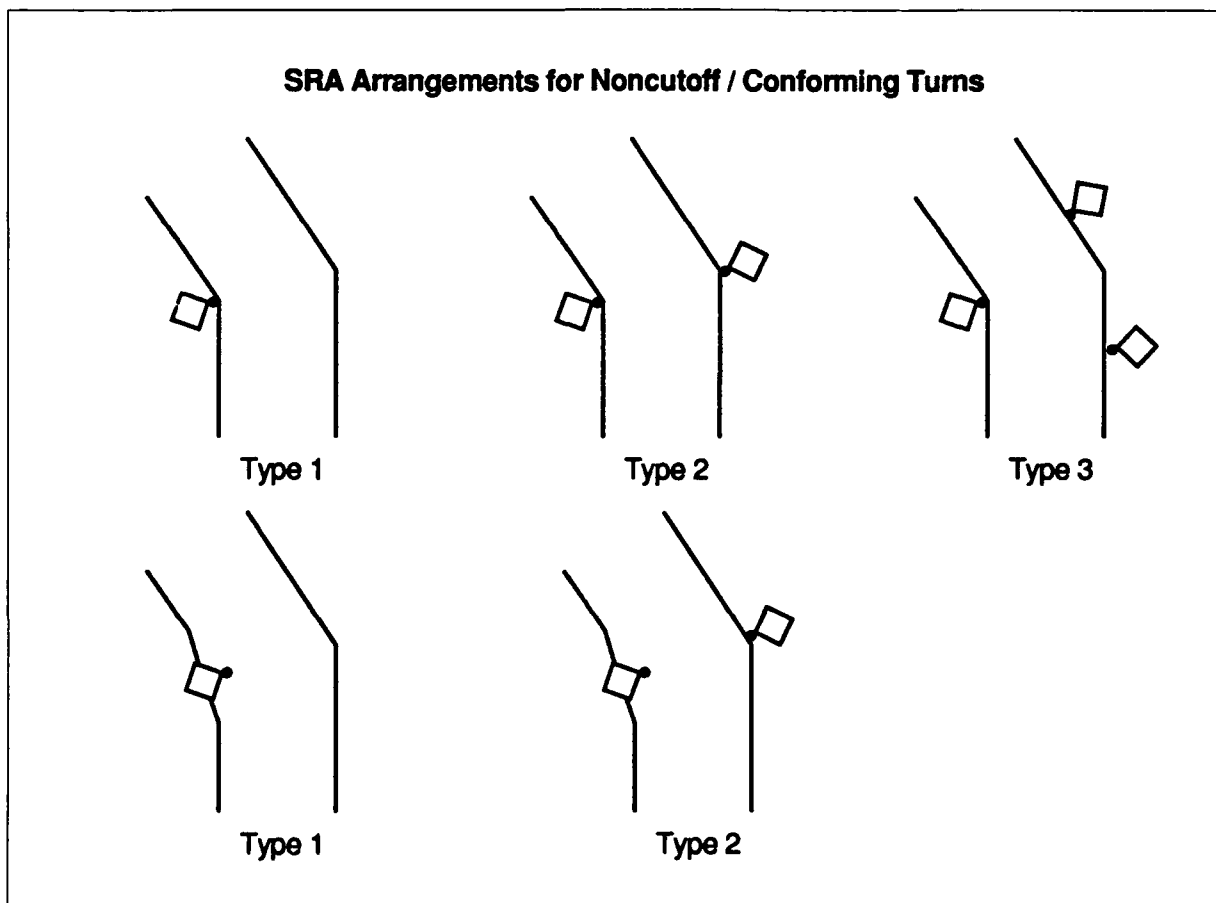 SRA Arrangements for Noncutoff / Conforming Turns
Type 1
Type 2
Type 3
Type 1
Type 2